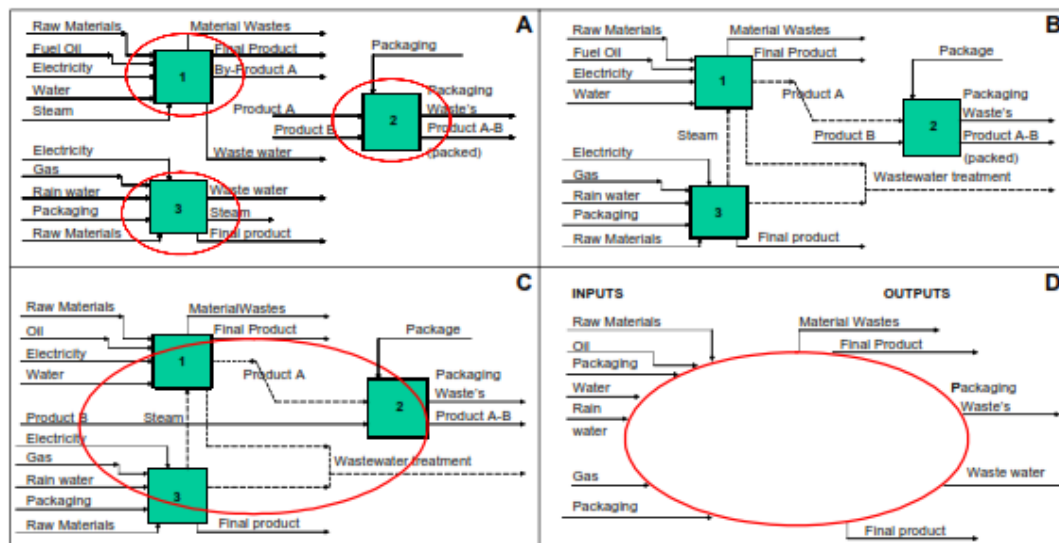 A
Raw Materials
Material Wastes
Fuel Oil
Final Product
Electricity
1
By-Product A
Water
Steam
Packaging
Product A
Packaging
Waste's
Product B
2
Product A-B
(packed)
Waste water
Electricity
Gas
Rain water
Waste water
Packaging
3
Steam
Raw Materials
Final product
B
Raw Materials
Material Wastes
Fuel Oil
Final Product
Electricity
1
Water
Product A
Package
Packaging
Waste's
Product B
2
Product A-B
(packed)
Steam
Electricity
Gas
Wastewater treatment
Rain water
3
Packaging
Raw Materials
Final product
C
Raw Materials
MaterialWastes
Oil
Final Product
Electricity
1
Water
Product A
Package
Packaging
Waste's
Product B
Steam
2
Product A-B
Electricity
Gas
Wastewater treatment
Rain water
3
Packaging
Raw Materials
Final product
D
INPUTS
OUTPUTS
Raw Materials
Material Wastes
Oil
Final Product
Packaging
Water
Packaging
Rain
Waste's
water
Gas
Waste water
Packaging
Final product